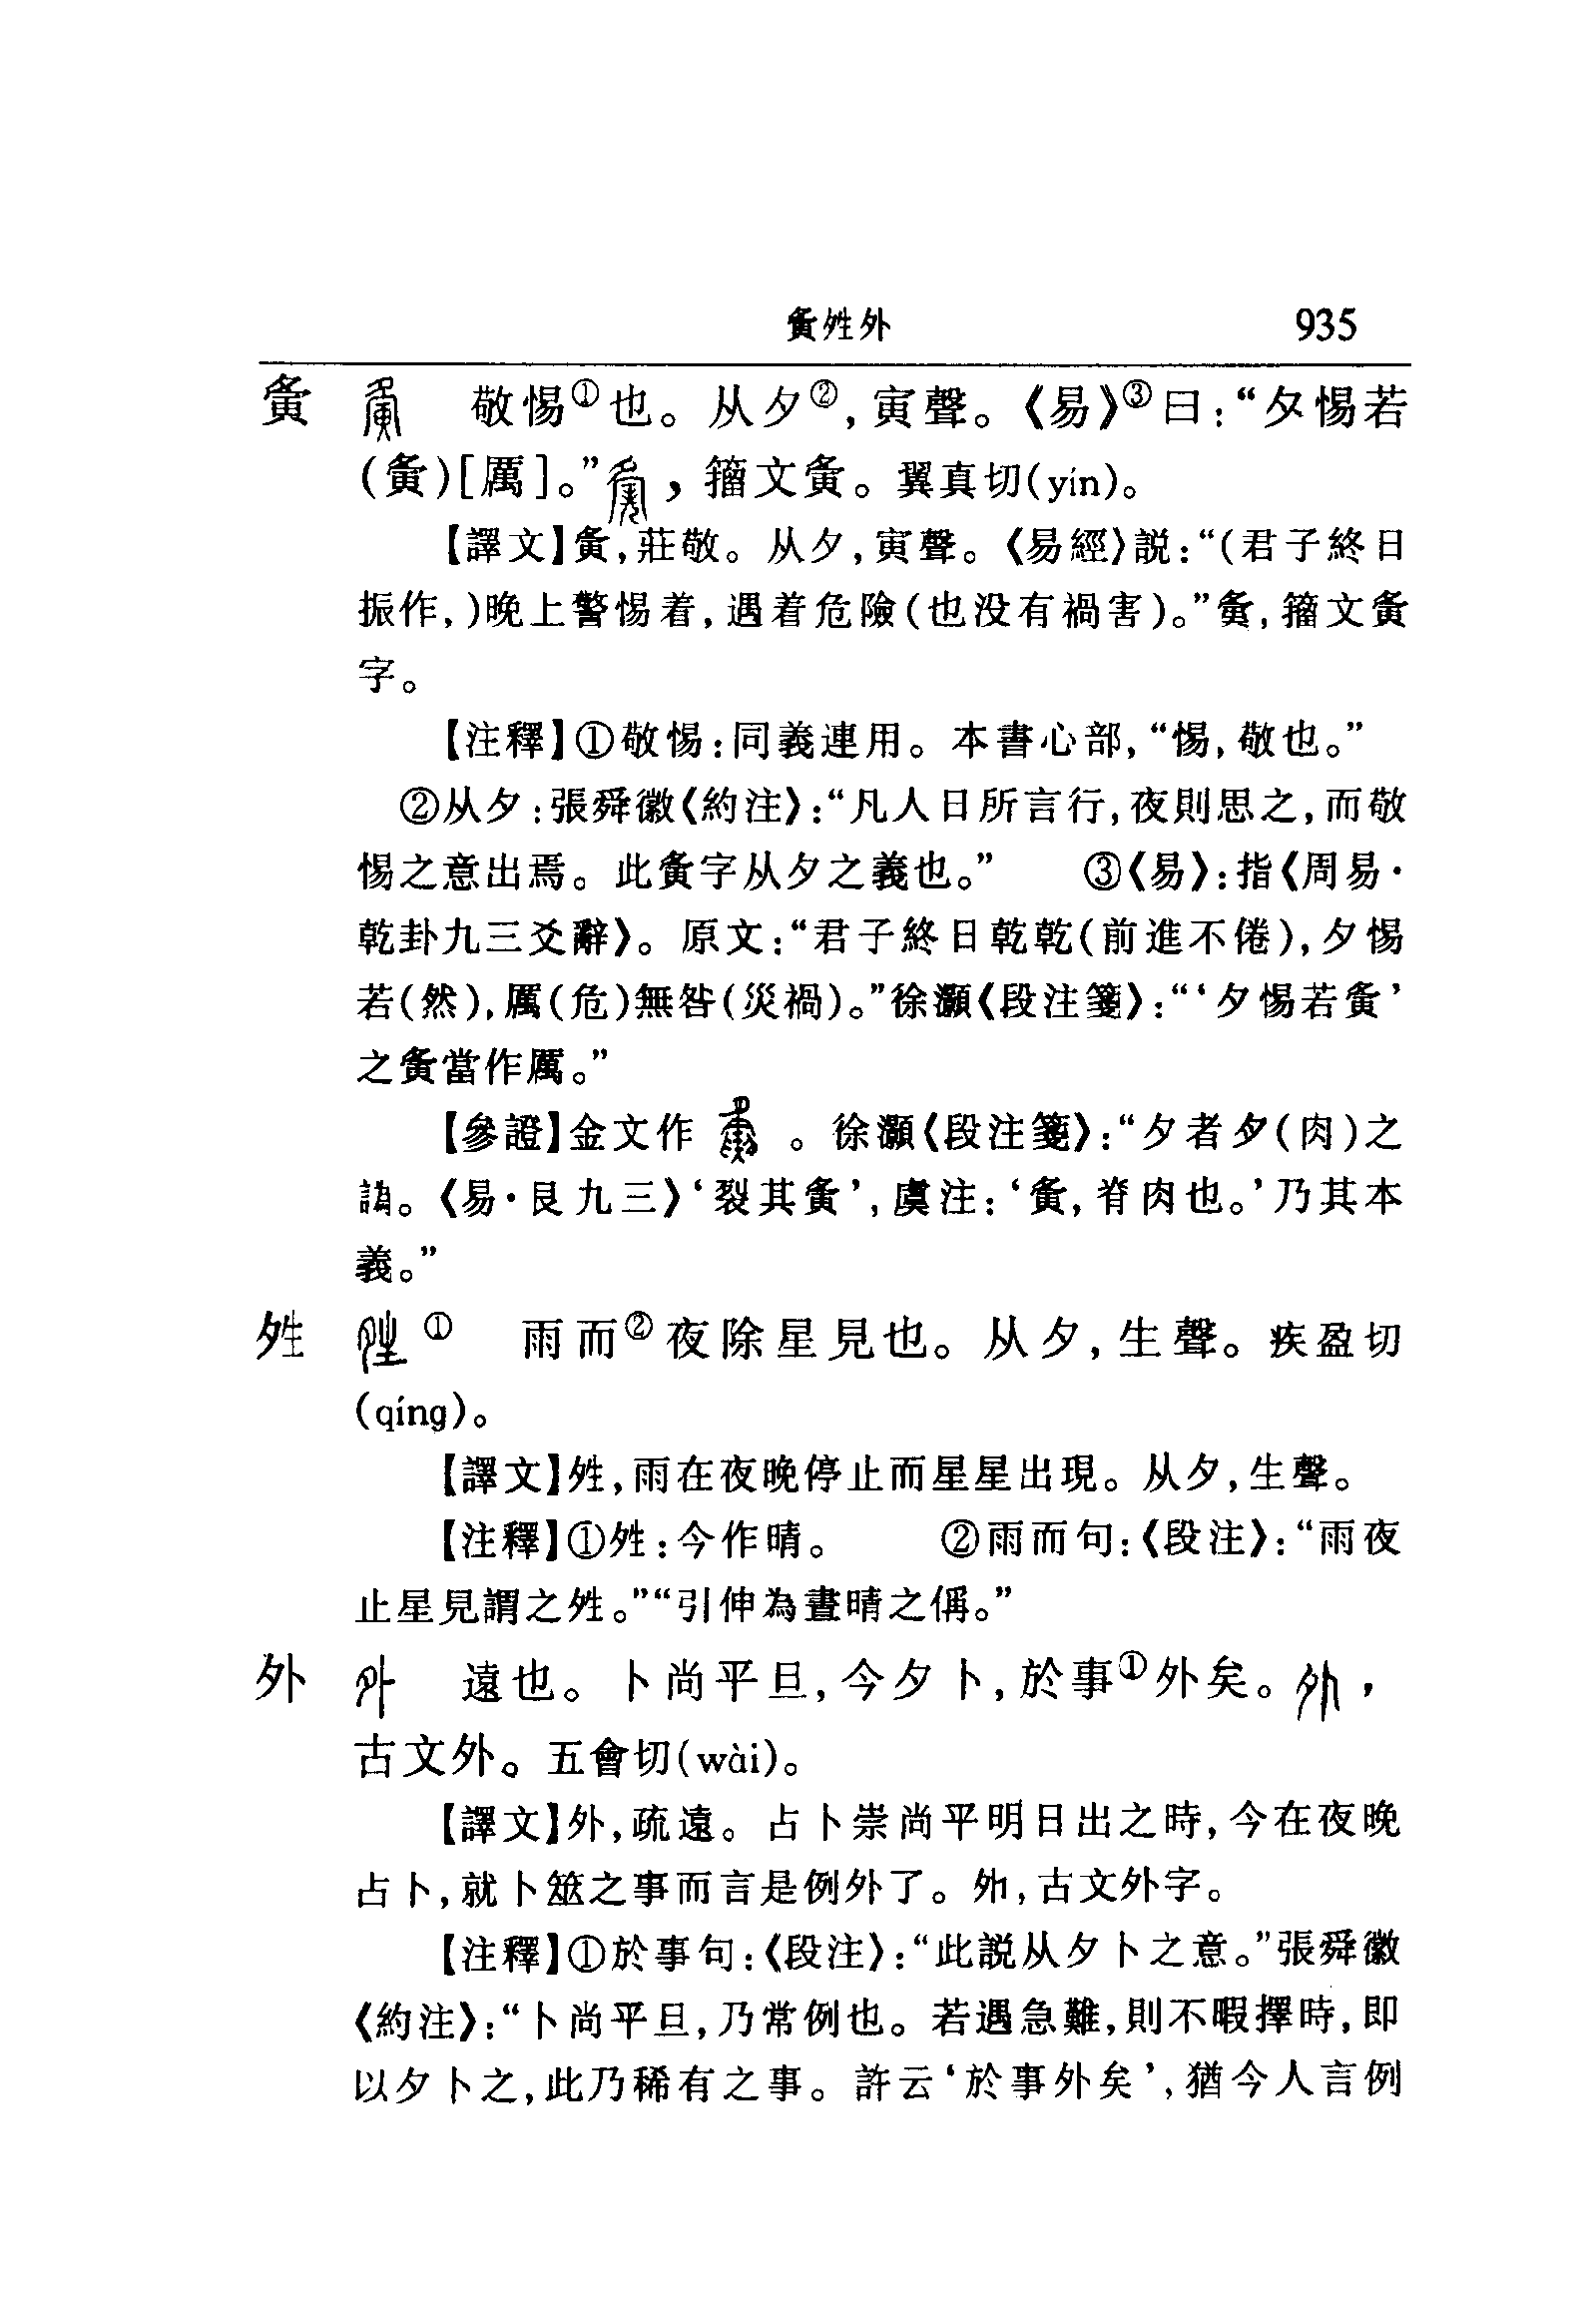 夤夝外 935
夤 敬惕①也。从夕②,寅聲。《易》③曰:“夕惕若
(夤)[厲]。” ,籀文夤。翼真切(yín)。
【譯文】夤,莊敬。从夕,寅聲。《易經》説:“(君子終日
振作,)晚上警惕着,遇着危險(也没有禍害)。” ,籀文夤
字。
【注釋】①敬惕:同義連用。本書心部,“惕,敬也。”
②从夕:張舜徽《約注》:“凡人日所言行,夜則思之,而敬
惕之意出焉。此夤字从夕之義也。” ③《易》:指《周易·
乾卦九三爻辭》。原文:“君子終日乾乾(前進不倦),夕惕
若(然),厲(危)無咎(災禍)。”徐灝《段注箋》:“‘夕惕若夤’
之夤當作厲。”
【參證】金文作 。徐灝《段注箋》:“夕者 (肉)之
譌。《易·艮九三》‘裂其夤’,虞注:‘夤,脊肉也。’乃其本
義。”
夝 ① 雨而②夜除星見也。从夕,生聲。疾盈切
(qíng)。
【譯文】夝,雨在夜晚停止而星星出現。从夕,生聲。
【注釋】①夝:今作晴。 ②雨而句:《段注》:“雨夜
止星見謂之夝。”“引伸為晝晴之偁。”
外 遠也。卜尚平旦,今夕卜,於事①外矣。 ,
古文外。五會切(wài)。
【譯文】外,疏遠。占卜崇尚平明日出之時,今在夜晚
占卜,就卜筮之事而言是例外了。 ,古文外字。
【注釋】①於事句:《段注》:“此説从夕卜之意。”張舜徽
《約注》:“卜尚平旦,乃常例也。若遇急難,則不暇擇時,即
以夕卜之,此乃稀有之事。許云‘於事外矣’,猶今人言例